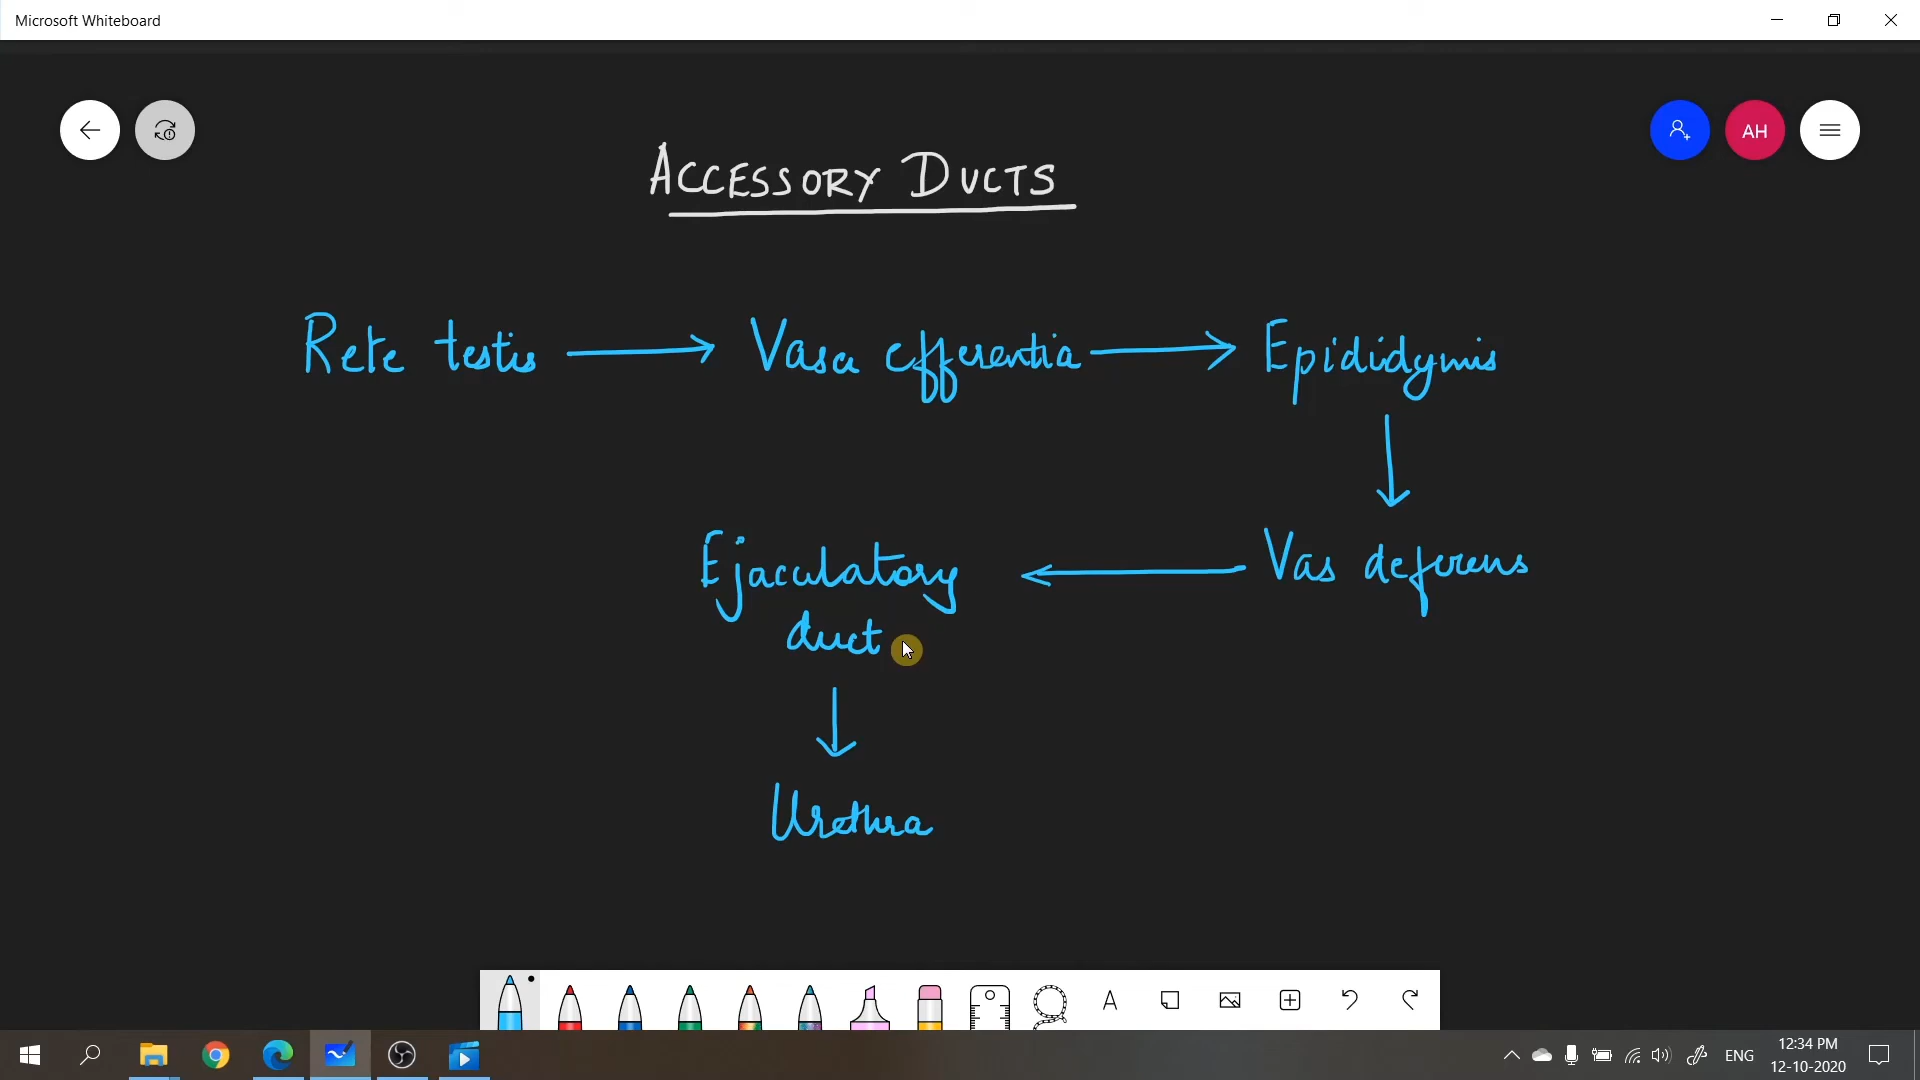 Microsoft Whiteboard
AH
ACCESSORY DUCTS
Rete testis → Vasa efferentia → Epididymis
↓
Ejaculatory ← Vas deferens
duct
↓
Urethra
A
ENG
12:34 PM
12-10-2020